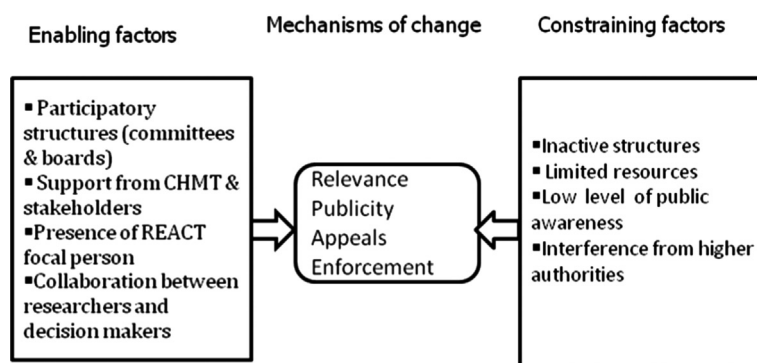 Enabling factors
Mechanisms of change
Constraining factors
▪ Participatory
structures (committees
& boards)
▪ Support from CHMT &
stakeholders
▪Presence of REACT
focal person
▪Collaboration between
researchers and
decision makers
Relevance
Publicity
Appeals
Enforcement
▪Inactive structures
▪ Limited resources
▪Low level of public
awareness
▪Interference from higher
authorities